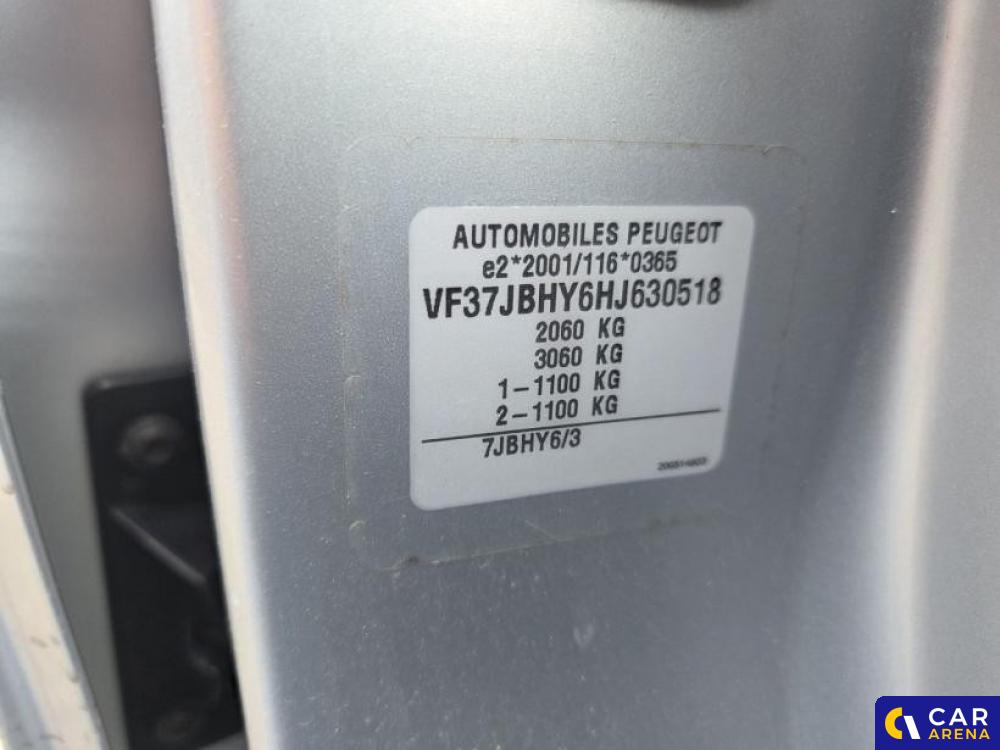 AUTOMOBILES PEUGEOT
e2*2001/116*0365
VF37JBHY6HJ630518
2060 KG
3060 KG
1-1100 KG
2-1100 KG
7JBHY6/3
CAR
ARENA